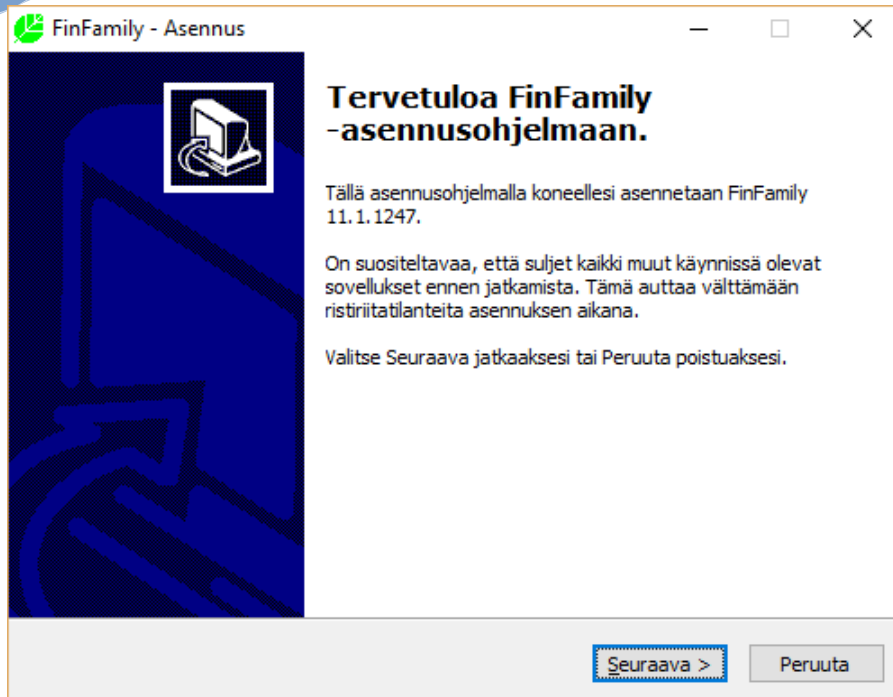 FinFamily - Asennus
Tervetuloa FinFamily
-asennusohjelmaan.
Tällä asennusohjelmalla koneellesi asennetaan FinFamily
11.1.1247.
On suositeltavaa, että suljet kaikki muut käynnissä olevat
sovellukset ennen jatkamista. Tämä auttaa välttämään
ristiriitatilanteita asennuksen aikana.
Valitse Seuraava jatkaaksesi tai Peruuta poistuaksesi.
Seuraava > Peruuta